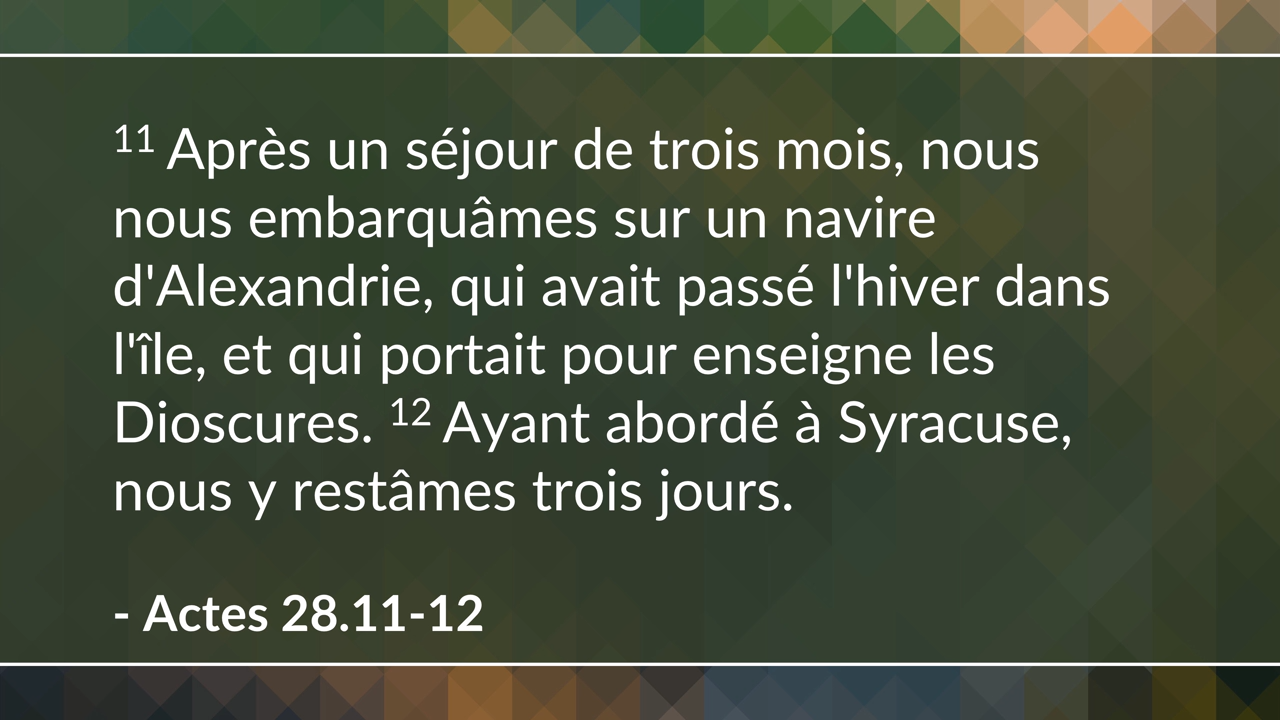 11 Après un séjour de trois mois, nous
nous embarquâmes sur un navire
d'Alexandrie, qui avait passé l'hiver dans
l'île, et qui portait pour enseigne les
Dioscures. 12 Ayant abordé à Syracuse,
nous y restâmes trois jours.
- Actes 28.11-12